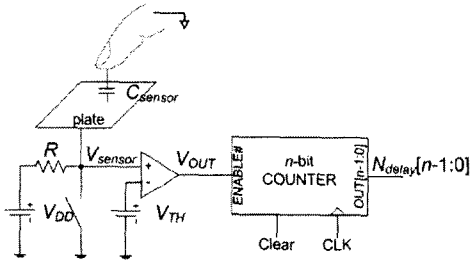 C_sensor
plate
R
V_sensor
V_OUT
V_DD
V_TH
ENABLE#
n-bit
COUNTER
OUT[n-1:0]
N_delay[n-1:0]
Clear
CLK
+
-